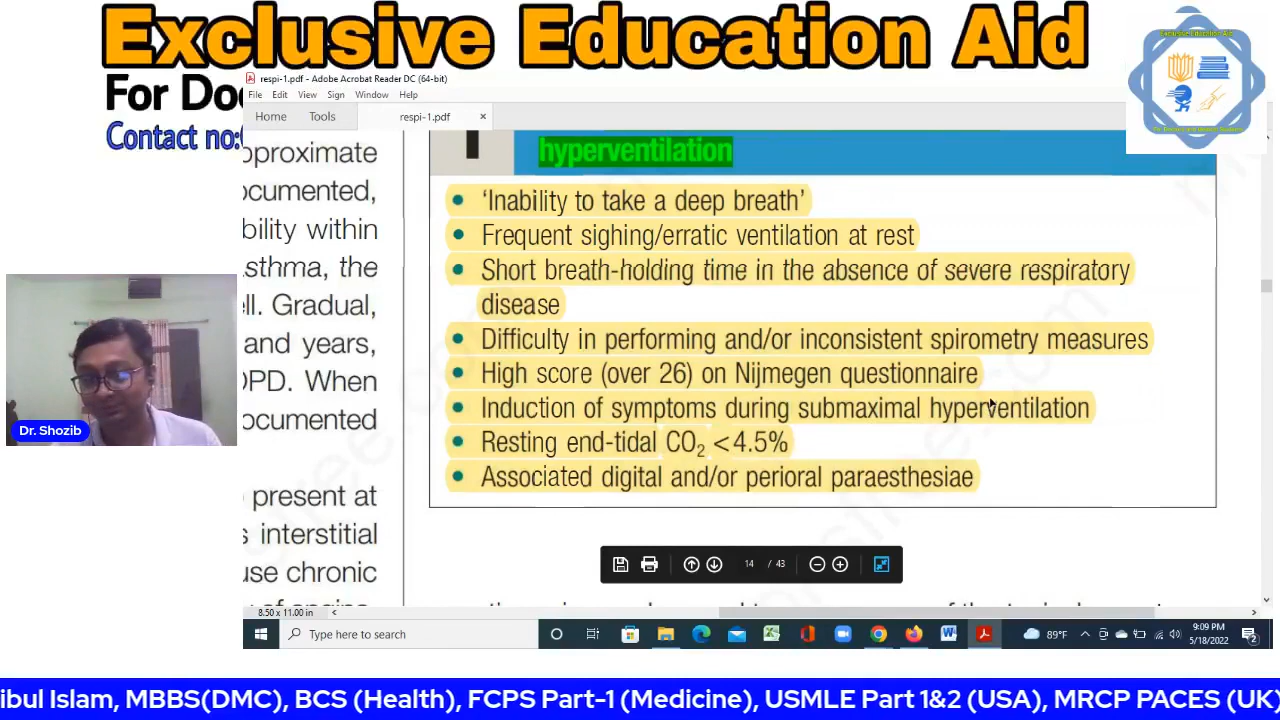 Exclusive Education Aid
Exclusive Education Aid
respi-1.pdf - Adobe Acrobat Reader DC (64-bit)
For Do
File Edit View Sign Window Help
Home Tools respi-1.pdf ×
Contact no:
hyperventilation
• 'Inability to take a deep breath'
• Frequent sighing/erratic ventilation at rest
• Short breath-holding time in the absence of severe respiratory
disease
• Difficulty in performing and/or inconsistent spirometry measures
• High score (over 26) on Nijmegen questionnaire
• Induction of symptoms during submaximal hyperventilation
• Resting end-tidal CO₂ <4.5%
• Associated digital and/or perioral paraesthesiae
pproximate
ocumented,
bility within
sthma, the
ll. Gradual,
and years,
OPD. When
ocumented
present at
s interstitial
use chronic
Dr. Shozib
14 / 43
8.50 x 11.00 in
Type here to search
89°F
9:09 PM
5/18/2022
2
ibul Islam, MBBS(DMC), BCS (Health), FCPS Part-1 (Medicine), USMLE Part 1&2 (USA), MRCP PACES (UK)